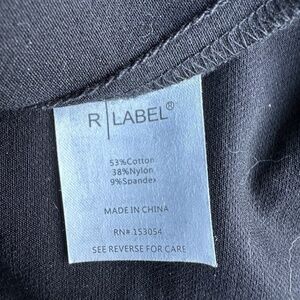 R|LABEL®
53%Cotton
38%Nylon
9%Spandex
MADE IN CHINA
RN#.153054
SEE REVERSE FOR CARE